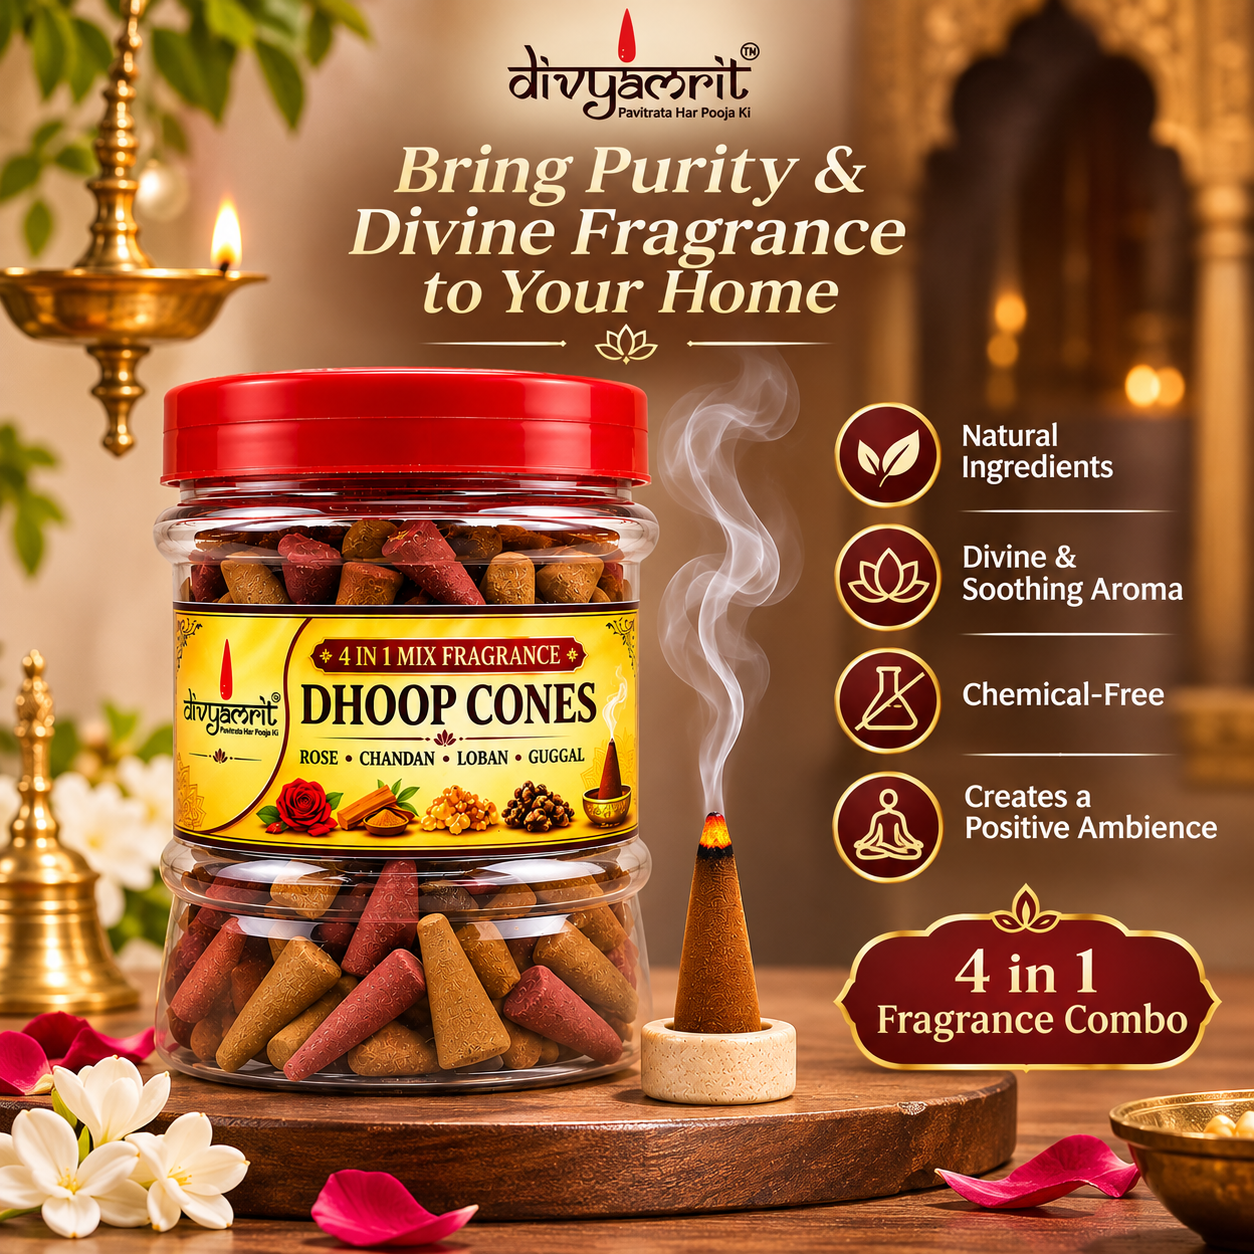 divyamrit TM
Pavitrata Har Pooja Ki
Bring Purity &
Divine Fragrance
to Your Home
Natural
Ingredients
Divine &
Soothing Aroma
Chemical-Free
Creates a
Positive Ambience
4 in 1
Fragrance Combo
4 IN 1 MIX FRAGRANCE
DHOOP CONES
ROSE • CHANDAN • LOBAN • GUGGAL
divyamrit
Pavitrata Har Pooja Ki